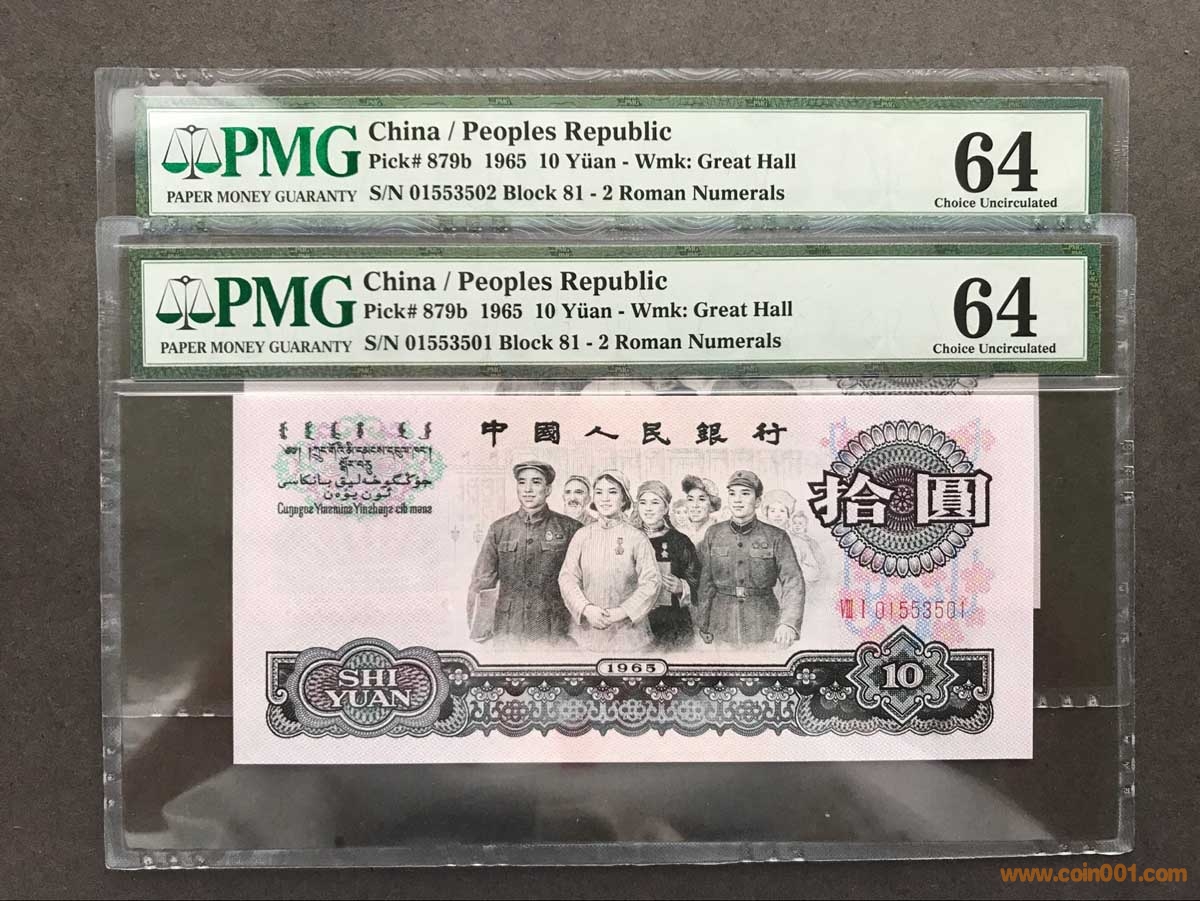 PMG
PAPER MONEY GUARANTY
China / Peoples Republic
Pick# 879b 1965 10 Yüan - Wmk: Great Hall
S/N 01553502 Block 81 - 2 Roman Numerals
64
Choice Uncirculated
PMG
PAPER MONEY GUARANTY
China / Peoples Republic
Pick# 879b 1965 10 Yüan - Wmk: Great Hall
S/N 01553501 Block 81 - 2 Roman Numerals
64
Choice Uncirculated
中國人民銀行
拾圓
VIII I 01553501
1965
SHI
YUAN
10
www.coin001.com